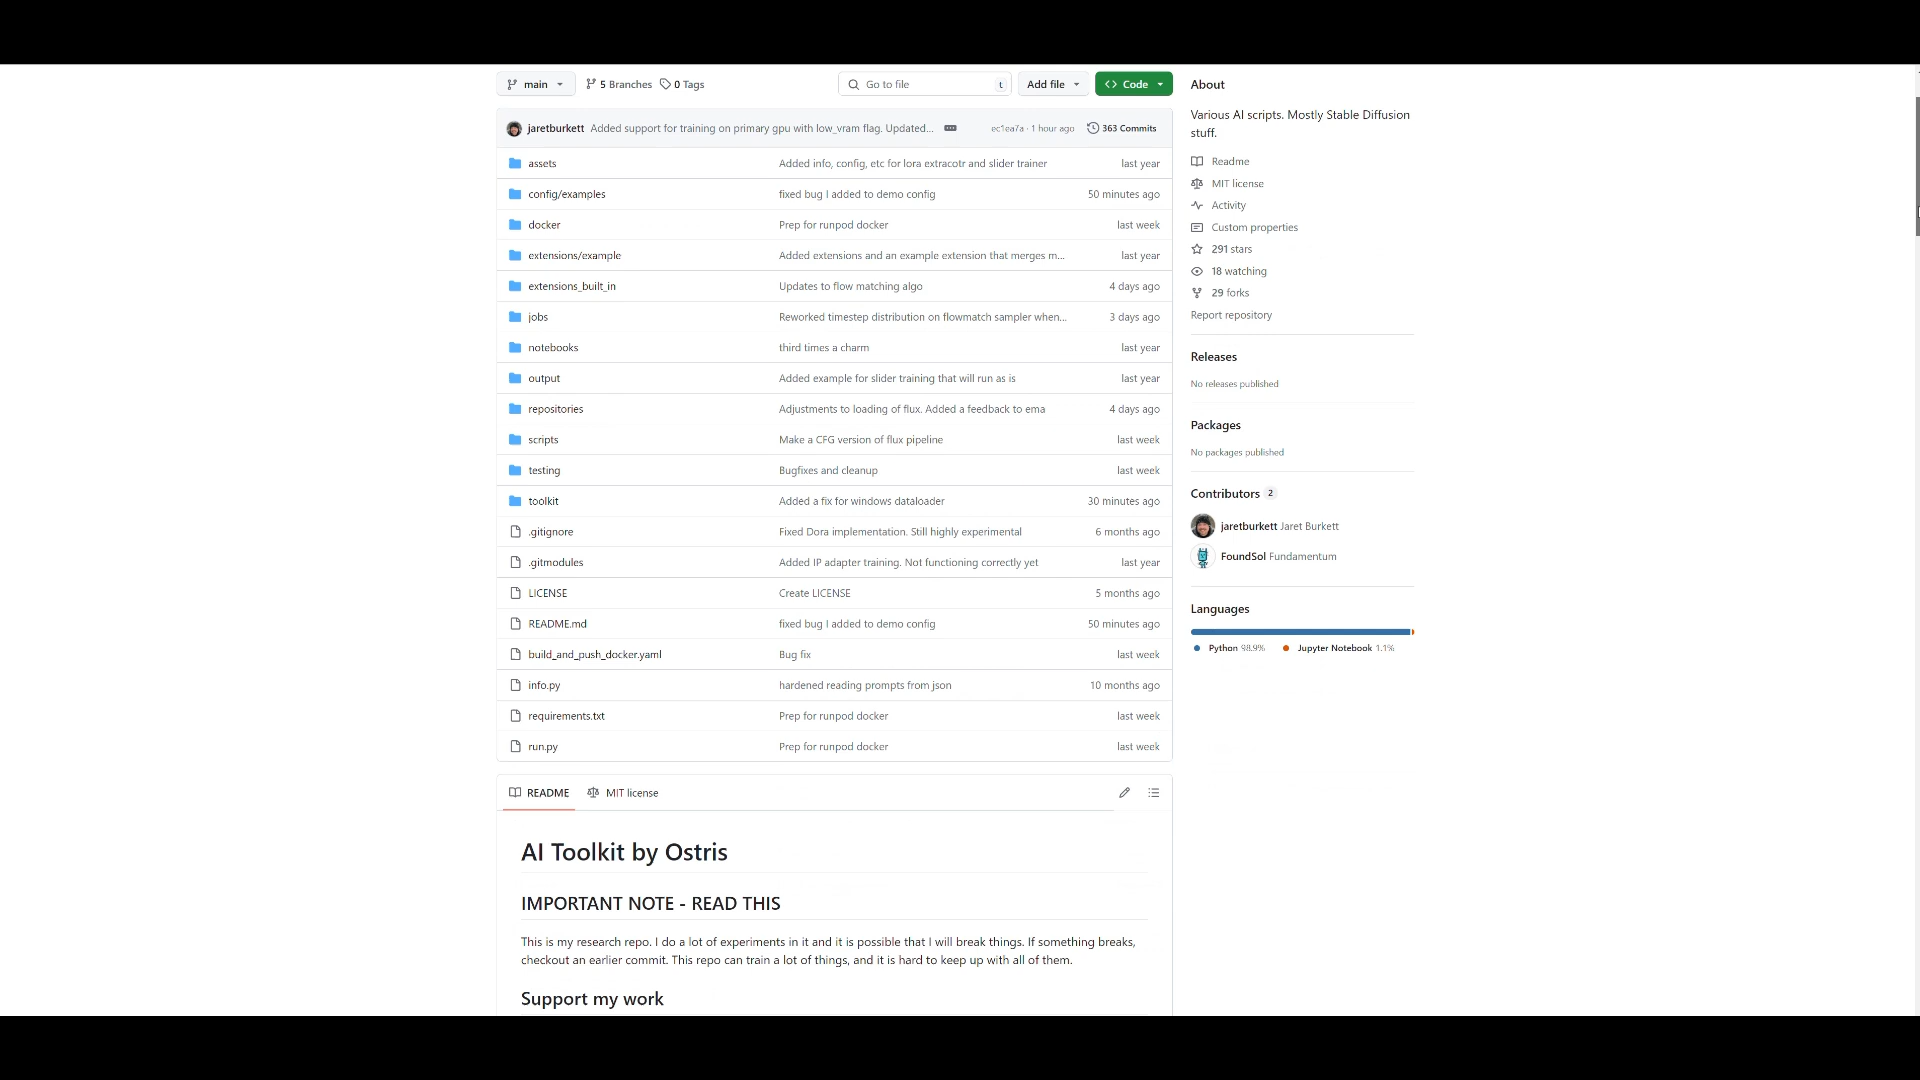 main 5 Branches 0 Tags Go to file t Add file Code
jaretburkett Added support for training on primary gpu with low_vram flag. Updated... ec1ea7a · 1 hour ago 363 Commits
assets Added info, config, etc for lora extracotr and slider trainer last year
config/examples fixed bug I added to demo config 50 minutes ago
docker Prep for runpod docker last week
extensions/example Added extensions and an example extension that merges m... last year
extensions_built_in Updates to flow matching algo 4 days ago
jobs Reworked timestep distribution on flowmatch sampler when... 3 days ago
notebooks third times a charm last year
output Added example for slider training that will run as is last year
repositories Adjustments to loading of flux. Added a feedback to ema 4 days ago
scripts Make a CFG version of flux pipeline last week
testing Bugfixes and cleanup last week
toolkit Added a fix for windows dataloader 30 minutes ago
.gitignore Fixed Dora implementation. Still highly experimental 6 months ago
.gitmodules Added IP adapter training. Not functioning correctly yet last year
LICENSE Create LICENSE 5 months ago
README.md fixed bug I added to demo config 50 minutes ago
build_and_push_docker.yaml Bug fix last week
info.py hardened reading prompts from json 10 months ago
requirements.txt Prep for runpod docker last week
run.py Prep for runpod docker last week
README MIT license
AI Toolkit by Ostris
IMPORTANT NOTE - READ THIS
This is my research repo. I do a lot of experiments in it and it is possible that I will break things. If something breaks,
checkout an earlier commit. This repo can train a lot of things, and it is hard to keep up with all of them.
Support my work
About
Various AI scripts. Mostly Stable Diffusion
stuff.
Readme
MIT license
Activity
Custom properties
291 stars
18 watching
29 forks
Report repository
Releases
No releases published
Packages
No packages published
Contributors 2
jaretburkett Jaret Burkett
FoundSol Fundamentum
Languages
Python 98.9% Jupyter Notebook 1.1%